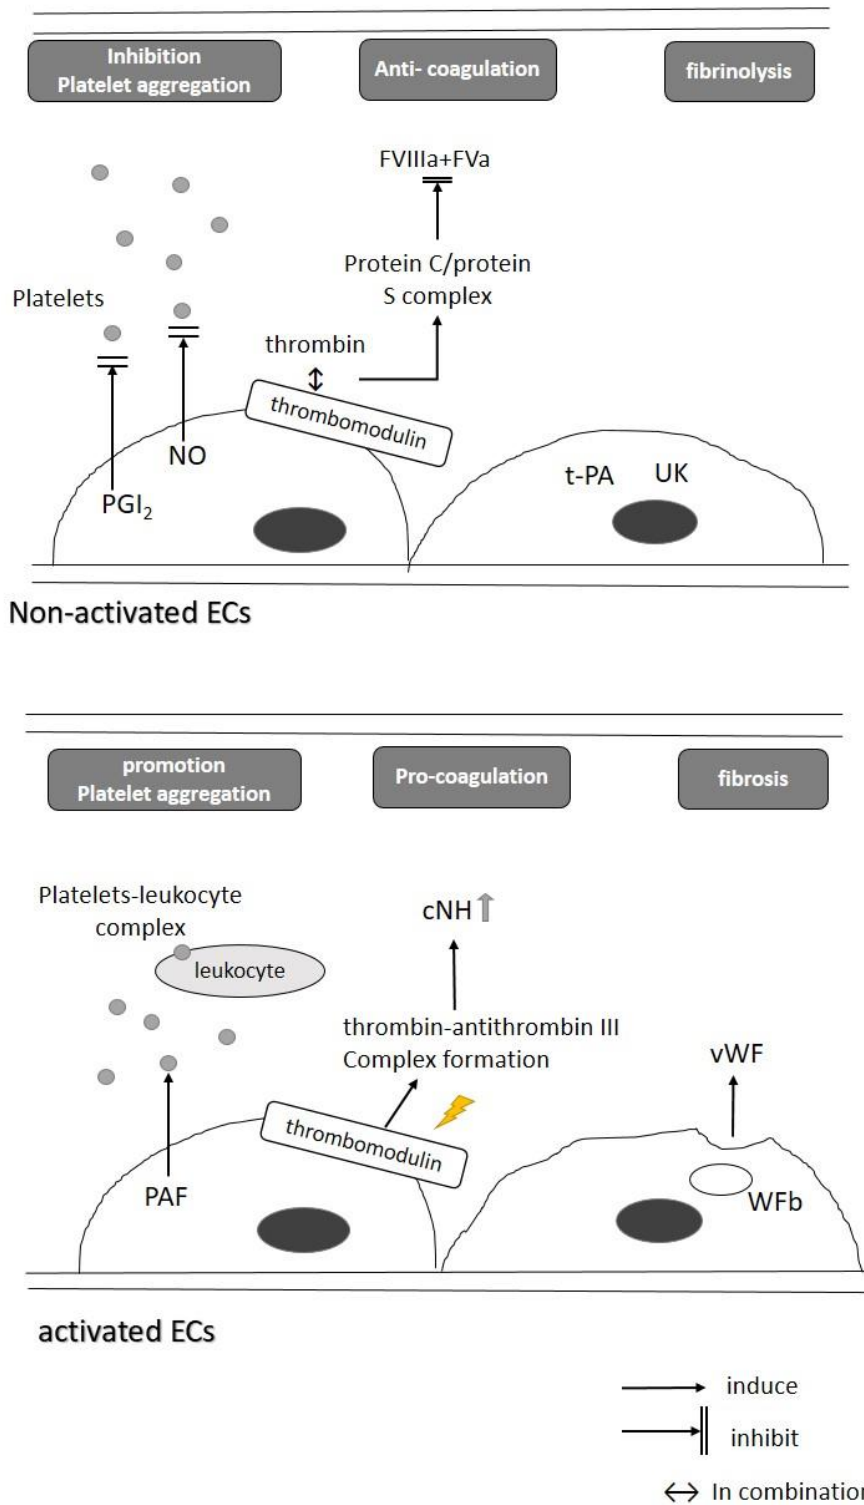 Inhibition
Platelet aggregation
Anti- coagulation
fibrinolysis
FVIIIa+FVa
Protein C/protein
S complex
Platelets
thrombin
thrombomodulin
NO
PGI₂
t-PA
UK
Non-activated ECs
promotion
Platelet aggregation
Pro-coagulation
fibrosis
Platelets-leukocyte
complex
leukocyte
cNH
thrombin-antithrombin III
Complex formation
vWF
thrombomodulin
PAF
WFb
activated ECs
induce
inhibit
In combination